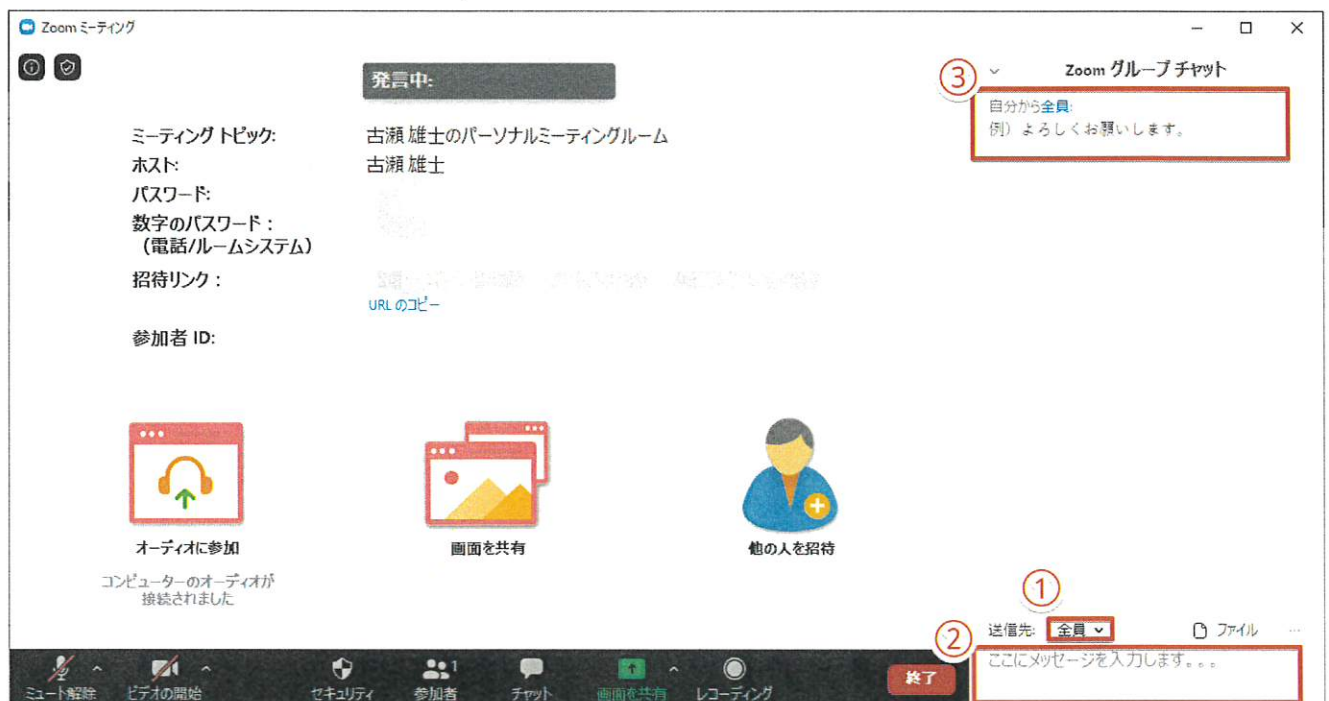 Zoom ミーティング
発言中:
③
Zoom グループ チャット
自分から全員:
例）よろしくお願いします。
ミーティング トピック:
古瀬 雄士のパーソナルミーティングルーム
ホスト:
古瀬 雄士
パスワード:
数字のパスワード：
（電話/ルームシステム）
招待リンク：
URL のコピー
参加者 ID:
オーディオに参加
画面を共有
他の人を招待
コンピューターのオーディオが
接続されました
①
送信先:
全員
ファイル
...
②
ここにメッセージを入力します。。。
ミュート解除
ビデオの開始
セキュリティ
1
参加者
チャット
画面を共有
レコーディング
終了